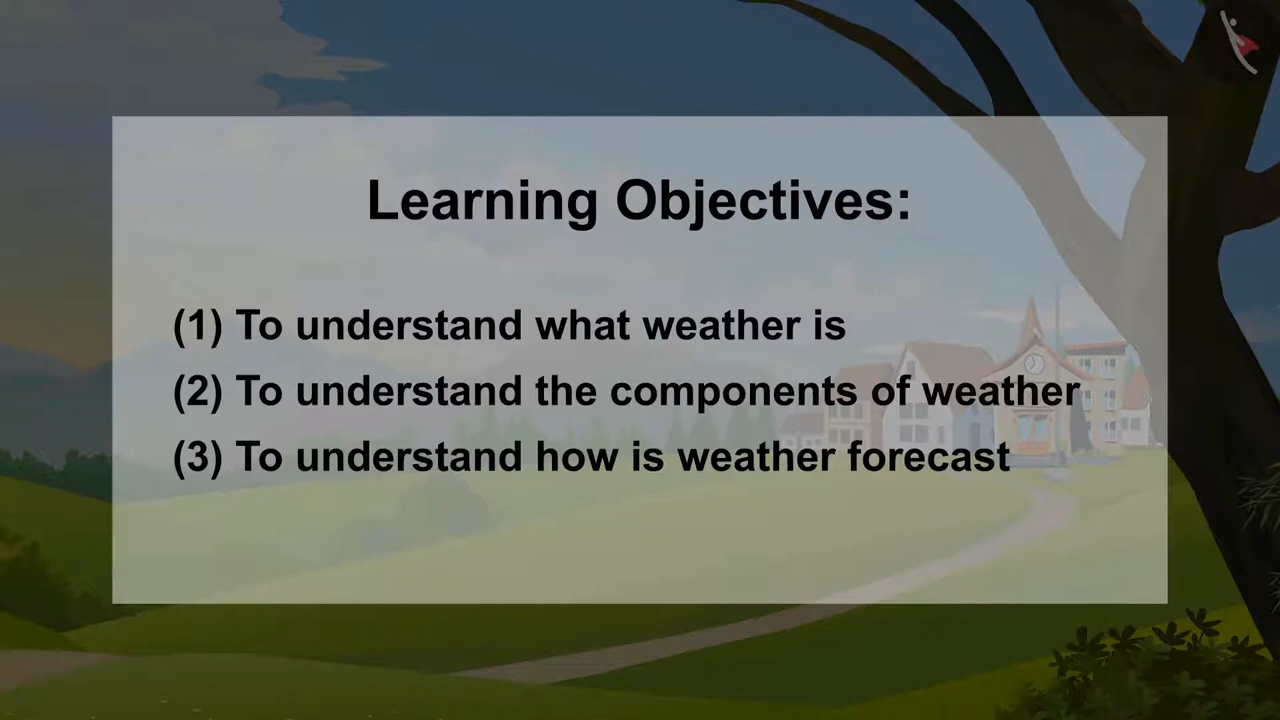 Learning Objectives:
(1) To understand what weather is
(2) To understand the components of weather
(3) To understand how is weather forecast